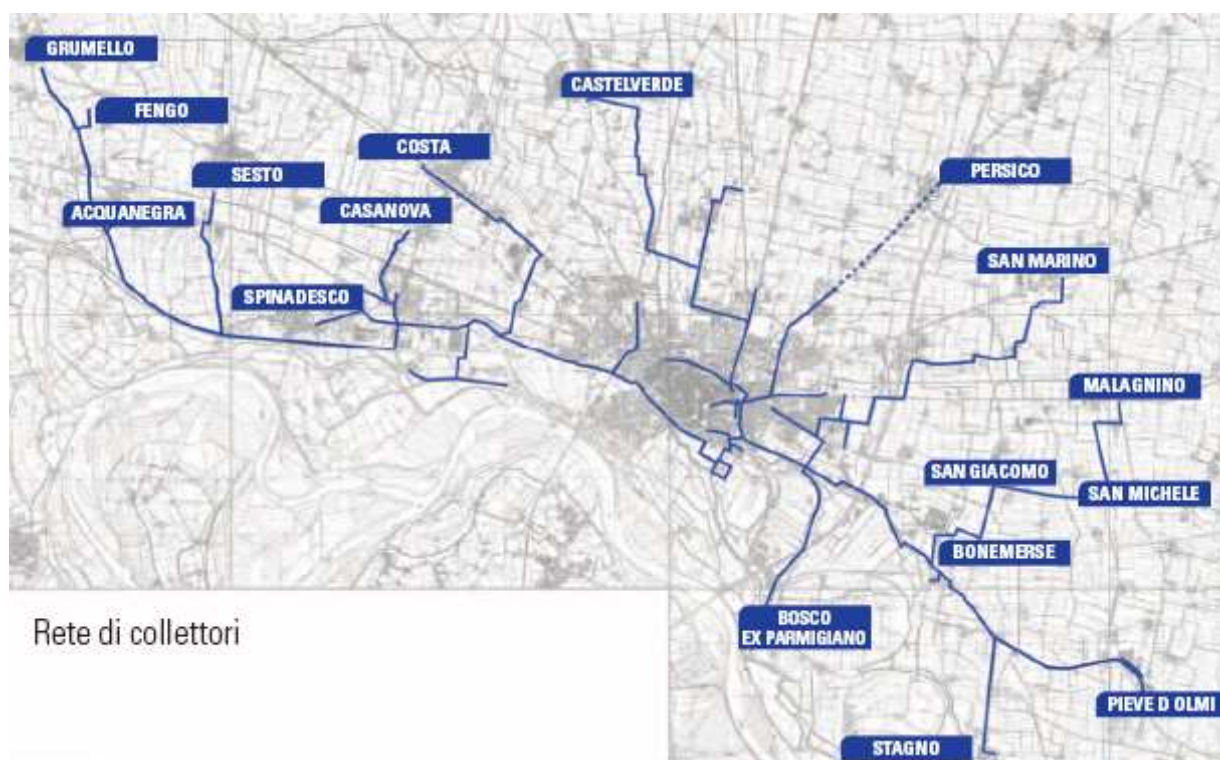 GRUMELLO
CASTELVERDE
FENGO
COSTA
PERSICO
SESTO
ACQUANEGRA
CASANOVA
SAN MARINO
SPINADESCO
MALAGNINO
SAN GIACOMO
SAN MICHELE
BONEMERSE
BOSCO
EX PARMIGIANO
Rete di collettori
PIEVE D OLMI
STAGNO